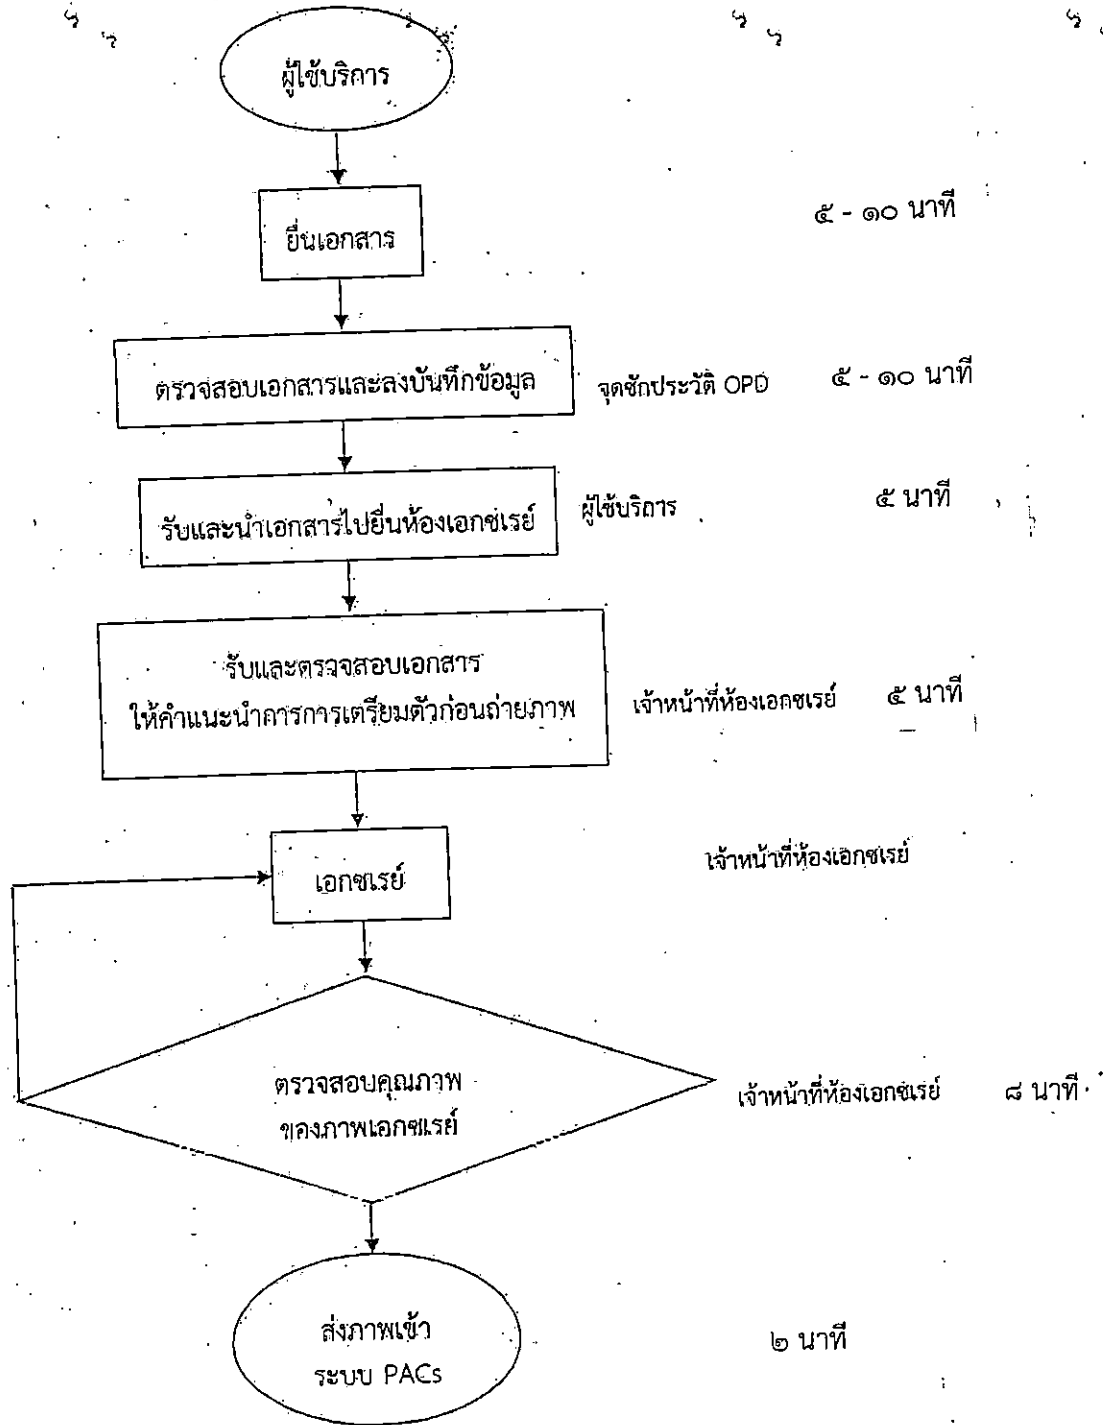 ผู้ใช้บริการ
ยื่นเอกสาร
๕ - ๑๐ นาที
ตรวจสอบเอกสารและลงบันทึกข้อมูล
จุดซักประวัติ OPD
๕ - ๑๐ นาที
รับและนำเอกสารไปยื่นห้องเอกซเรย์
ผู้ใช้บริการ
๕ นาที
รับและตรวจสอบเอกสาร
ให้คำแนะนำการการเตรียมตัวก่อนถ่ายภาพ
เจ้าหน้าที่ห้องเอกซเรย์
๕ นาที
เอกซเรย์
เจ้าหน้าที่ห้องเอกซเรย์
ตรวจสอบคุณภาพ
ของภาพเอกซเรย์
เจ้าหน้าที่ห้องเอกซเรย์
๘ นาที
ส่งภาพเข้า
ระบบ PACs
๒ นาที